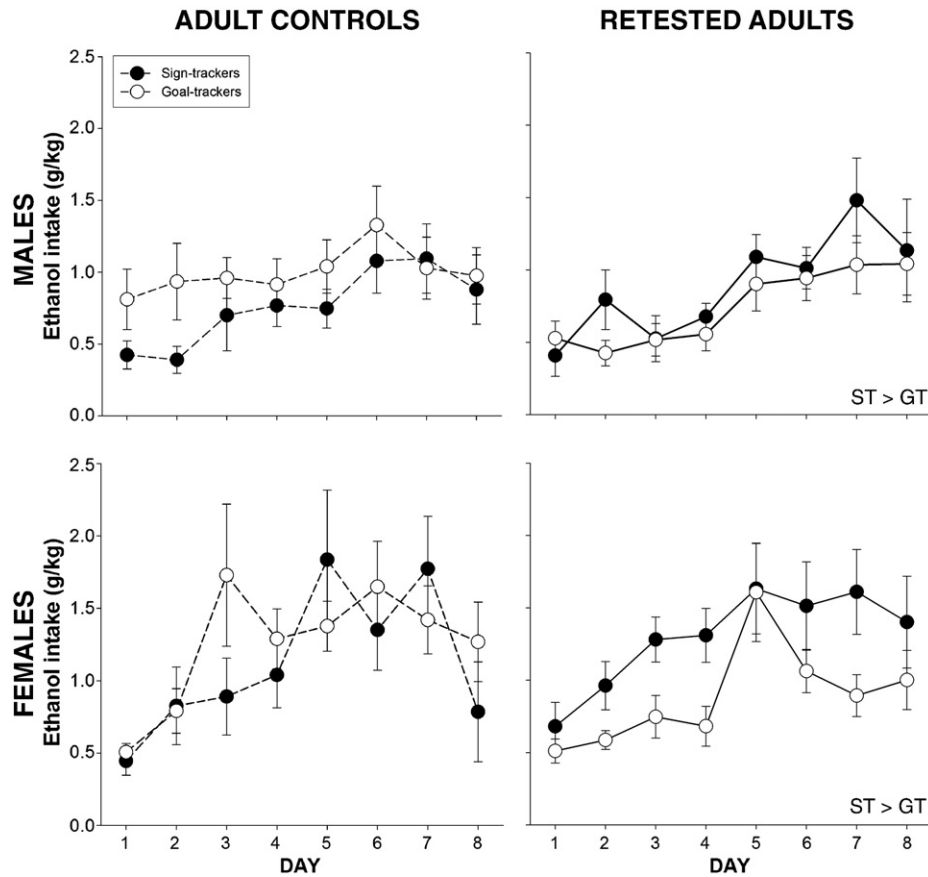 ADULT CONTROLS
RETESTED ADULTS
MALES
Ethanol intake (g/kg)
2.5
2.0
1.5
1.0
0.5
0.0
Sign-trackers
Goal-trackers
ST > GT
FEMALES
Ethanol intake (g/kg)
2.5
2.0
1.5
1.0
0.5
0.0
ST > GT
1 2 3 4 5 6 7 8
1 2 3 4 5 6 7 8
DAY
DAY